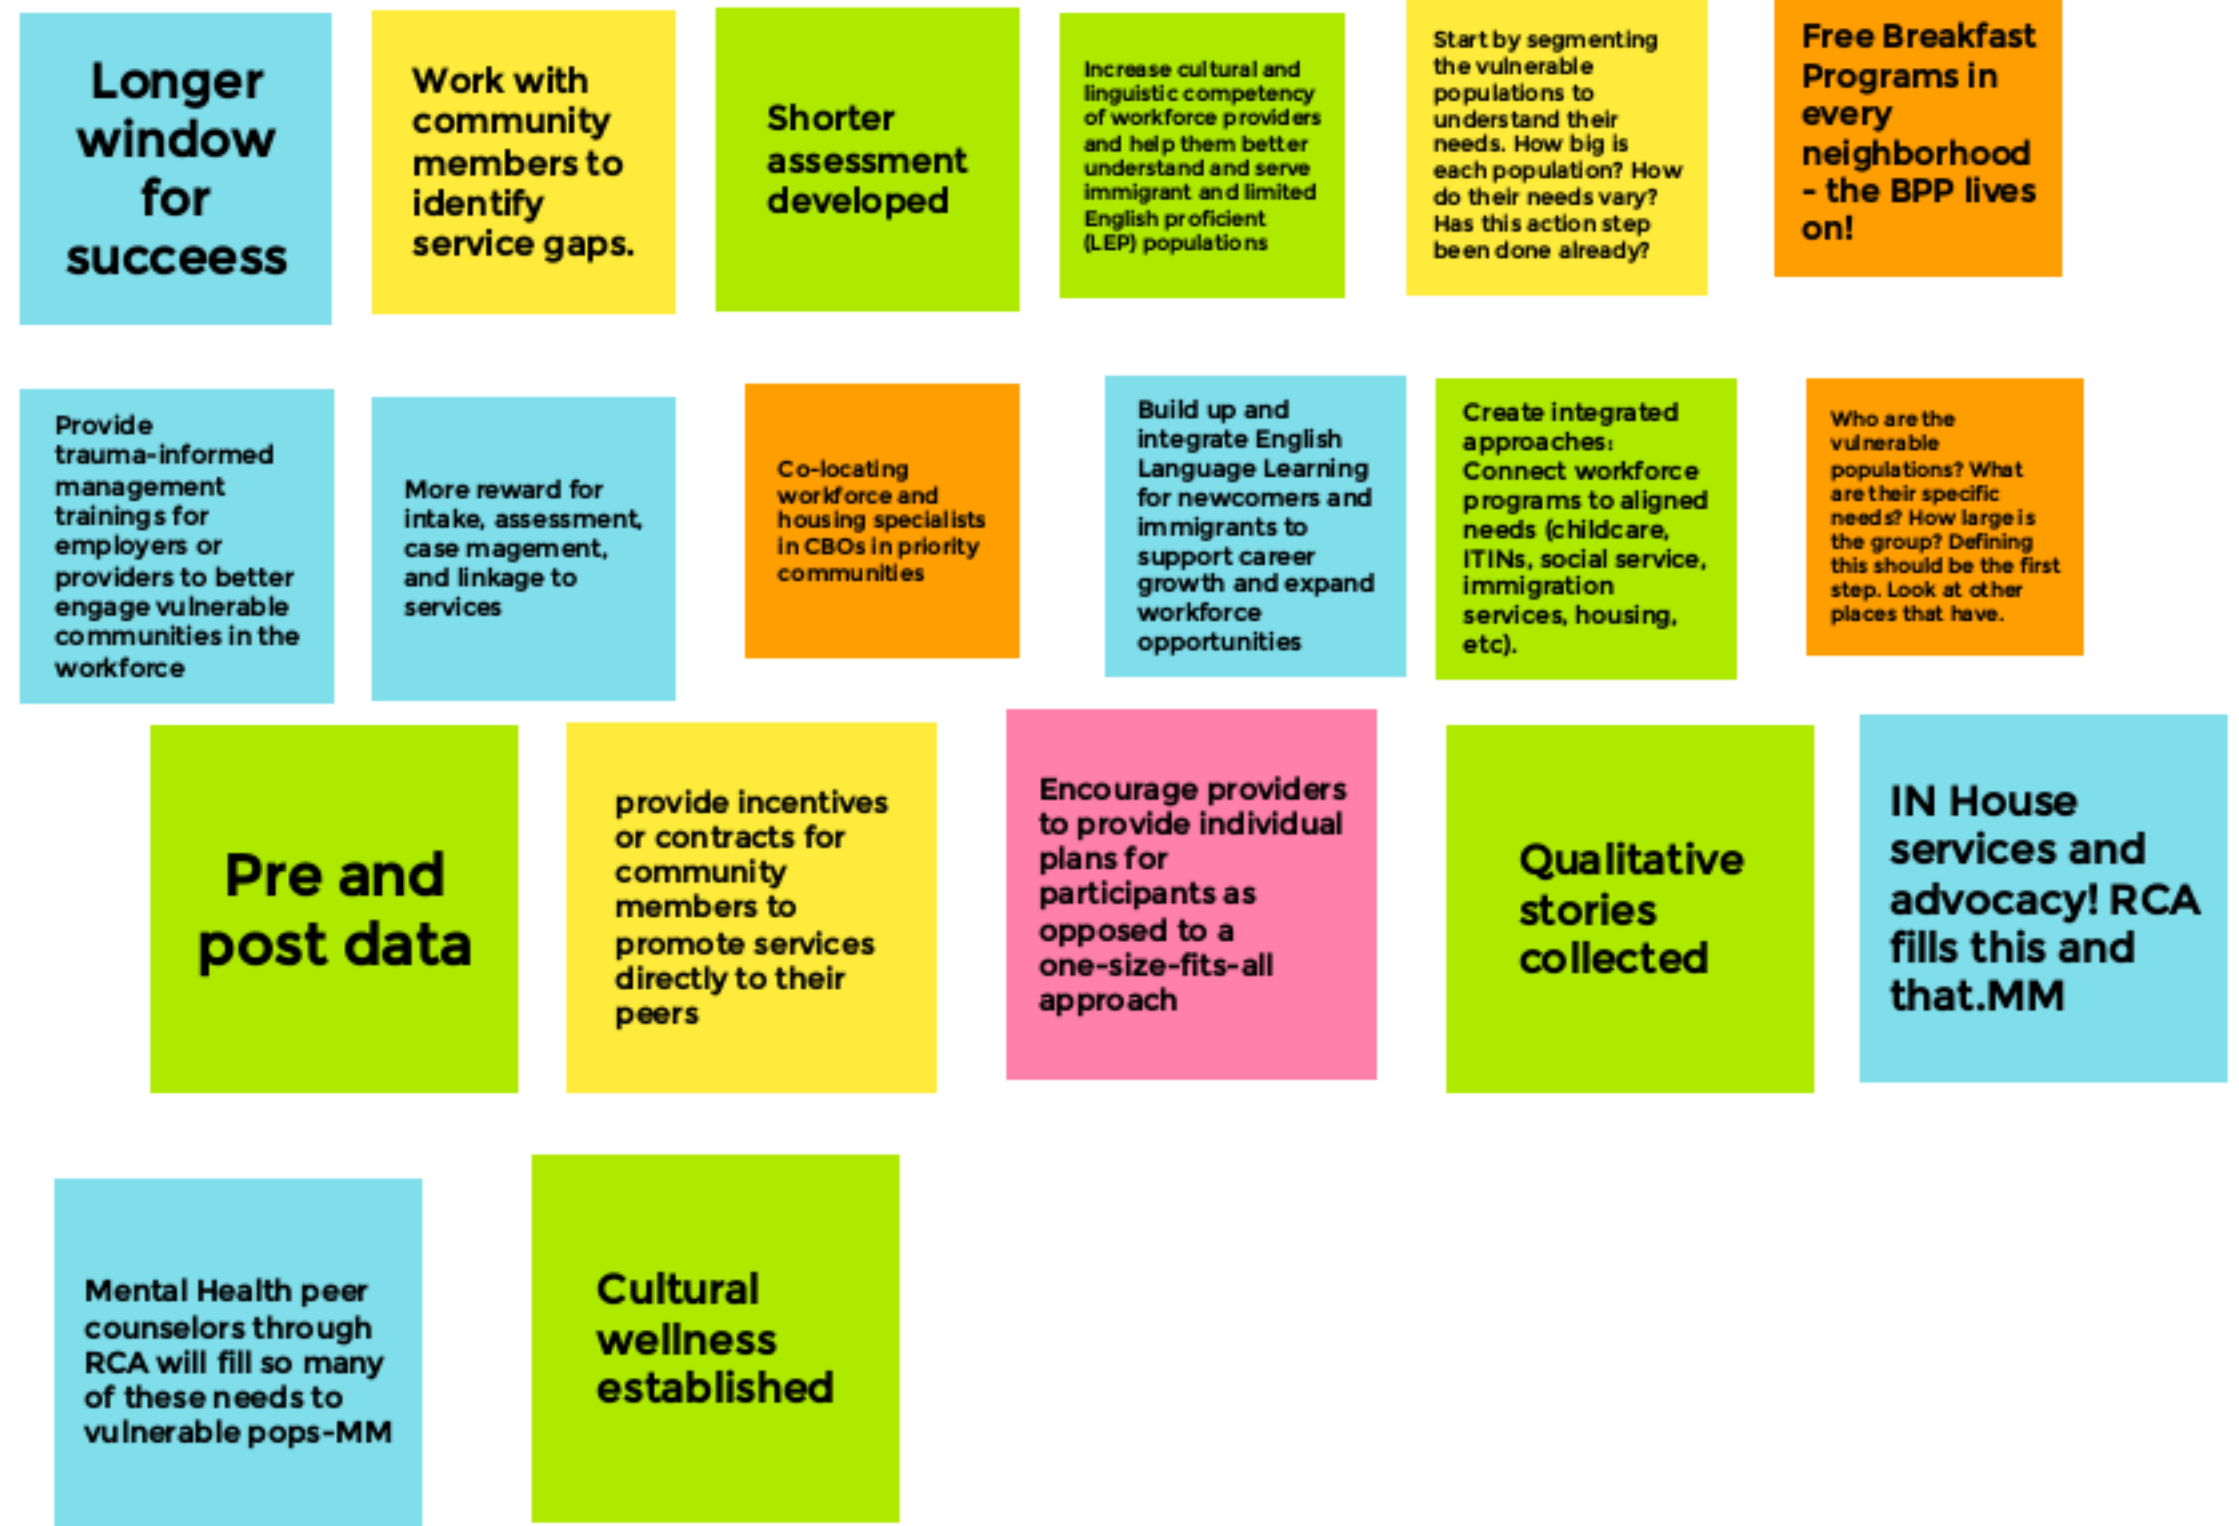 Longer
window
for
succeess
Work with
community
members to
identify
service gaps.
Shorter
assessment
developed
Increase cultural and
linguistic competency
of workforce providers
and help them better
understand and serve
immigrant and limited
English proficient
(LEP) populations
Start by segmenting
the vulnerable
populations to
understand their
needs. How big is
each population? How
do their needs vary?
Has this action step
been done already?
Free Breakfast
Programs in
every
neighborhood
- the BPP lives
on!
Provide
trauma-informed
management
trainings for
employers or
providers to better
engage vulnerable
communities in the
workforce
More reward for
intake, assessment,
case magement,
and linkage to
services
Co-locating
workforce and
housing specialists
in CBOs in priority
communities
Build up and
integrate English
Language Learning
for newcomers and
immigrants to
support career
growth and expand
workforce
opportunities
Create integrated
approaches:
Connect workforce
programs to aligned
needs (childcare,
ITINs, social service,
immigration
services, housing,
etc).
Who are the
vulnerable
populations? What
are their specific
needs? How large is
the group? Defining
this should be the first
step. Look at other
places that have.
Pre and
post data
provide incentives
or contracts for
community
members to
promote services
directly to their
peers
Encourage providers
to provide individual
plans for
participants as
opposed to a
one-size-fits-all
approach
Qualitative
stories
collected
IN House
services and
advocacy! RCA
fills this and
that.MM
Mental Health peer
counselors through
RCA will fill so many
of these needs to
vulnerable pops-MM
Cultural
wellness
established